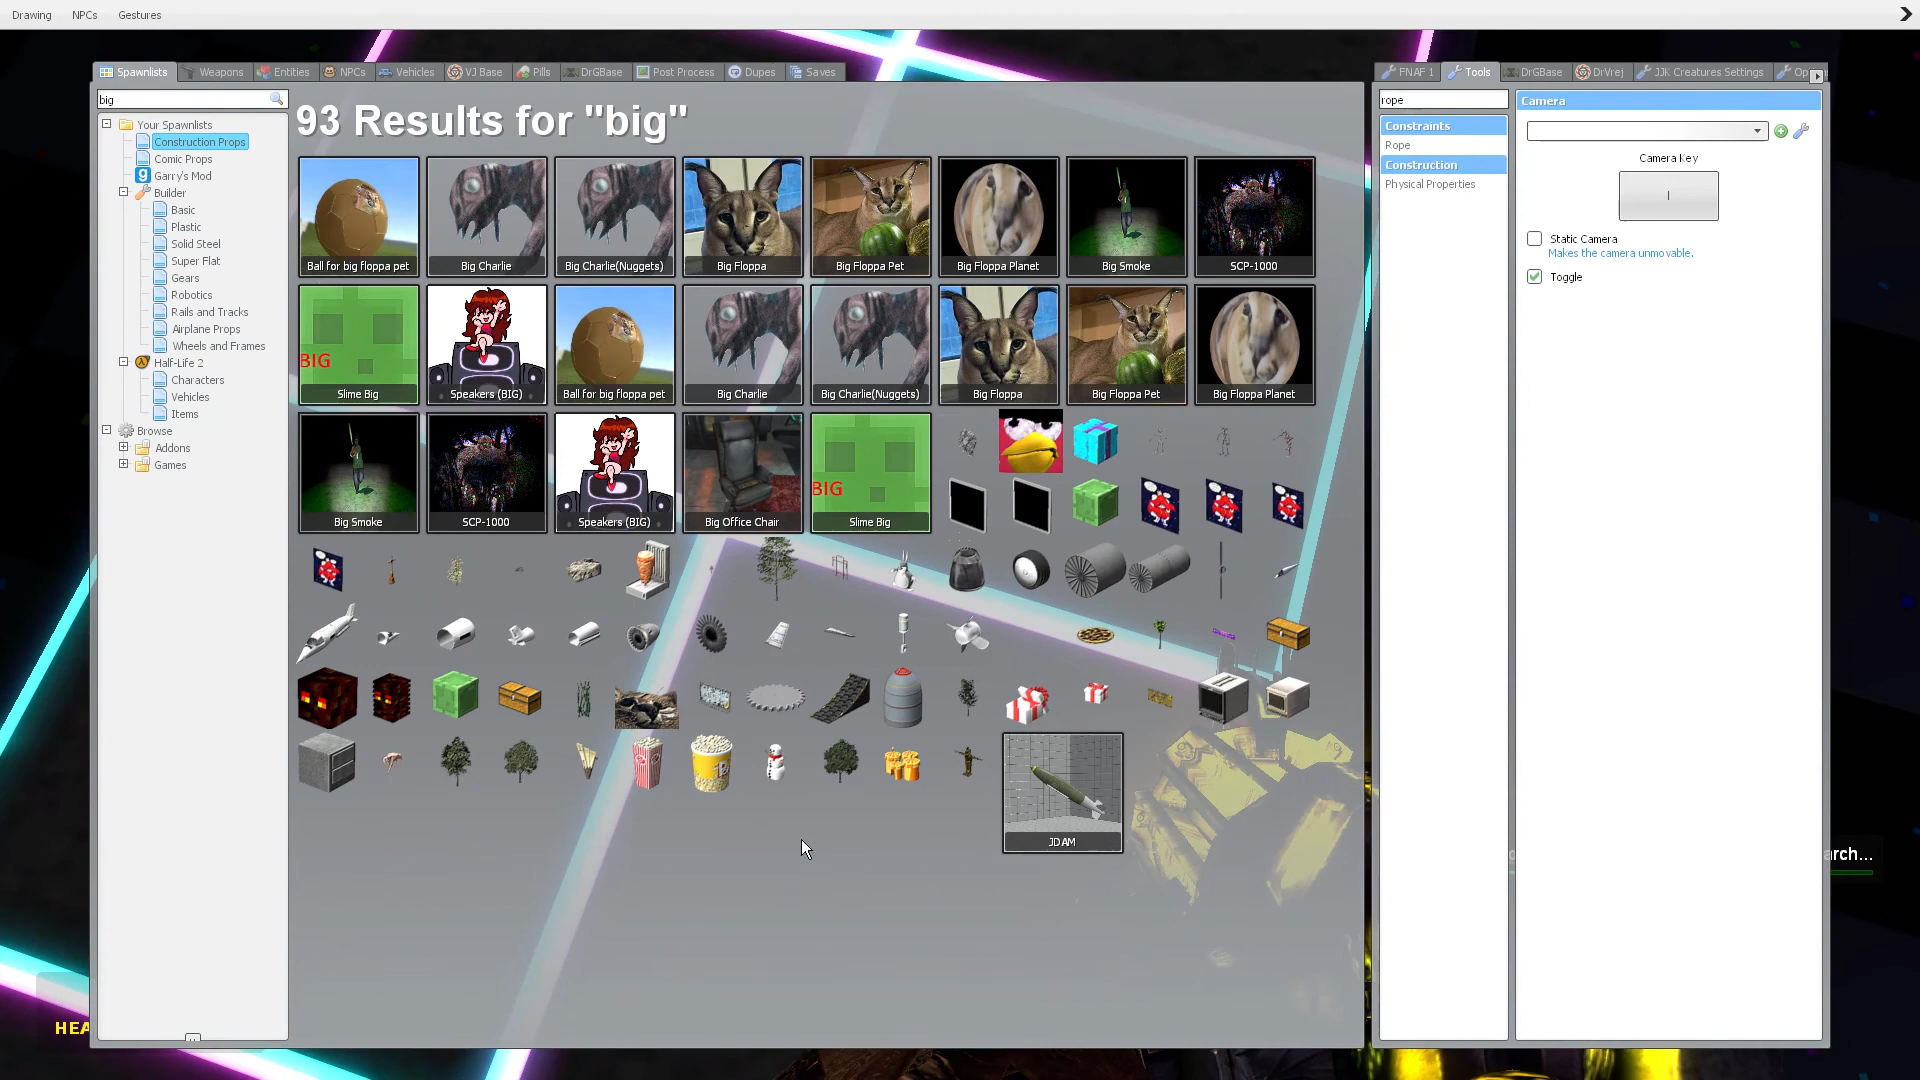 Drawing NPCs Gestures
Spawnlists Weapons Entities NPCs Vehicles VJ Base Pills DrGBase Post Process Dupes Saves
FNAF 1 Tools DrGBase DrVrej JJK Creatures Settings
big
Your Spawnlists
Construction Props
Comic Props
Garry's Mod
Builder
Basic
Plastic
Solid Steel
Super Flat
Gears
Robotics
Rails and Tracks
Airplane Props
Wheels and Frames
Half-Life 2
Characters
Vehicles
Items
Browse
Addons
Games
93 Results for "big"
Ball for big floppa pet Big Charlie Big Charlie(Nuggets) Big Floppa Big Floppa Pet Big Floppa Planet Big Smoke SCP-1000
BIG
Slime Big Speakers (BIG) Ball for big floppa pet Big Charlie Big Charlie(Nuggets) Big Floppa Big Floppa Pet Big Floppa Planet
BIG
Big Smoke SCP-1000 Speakers (BIG) Big Office Chair Slime Big
JDAM
rope
Constraints
Rope
Construction
Physical Properties
Camera
Camera Key
Static Camera
Makes the camera unmovable.
Toggle
arch...
HEA